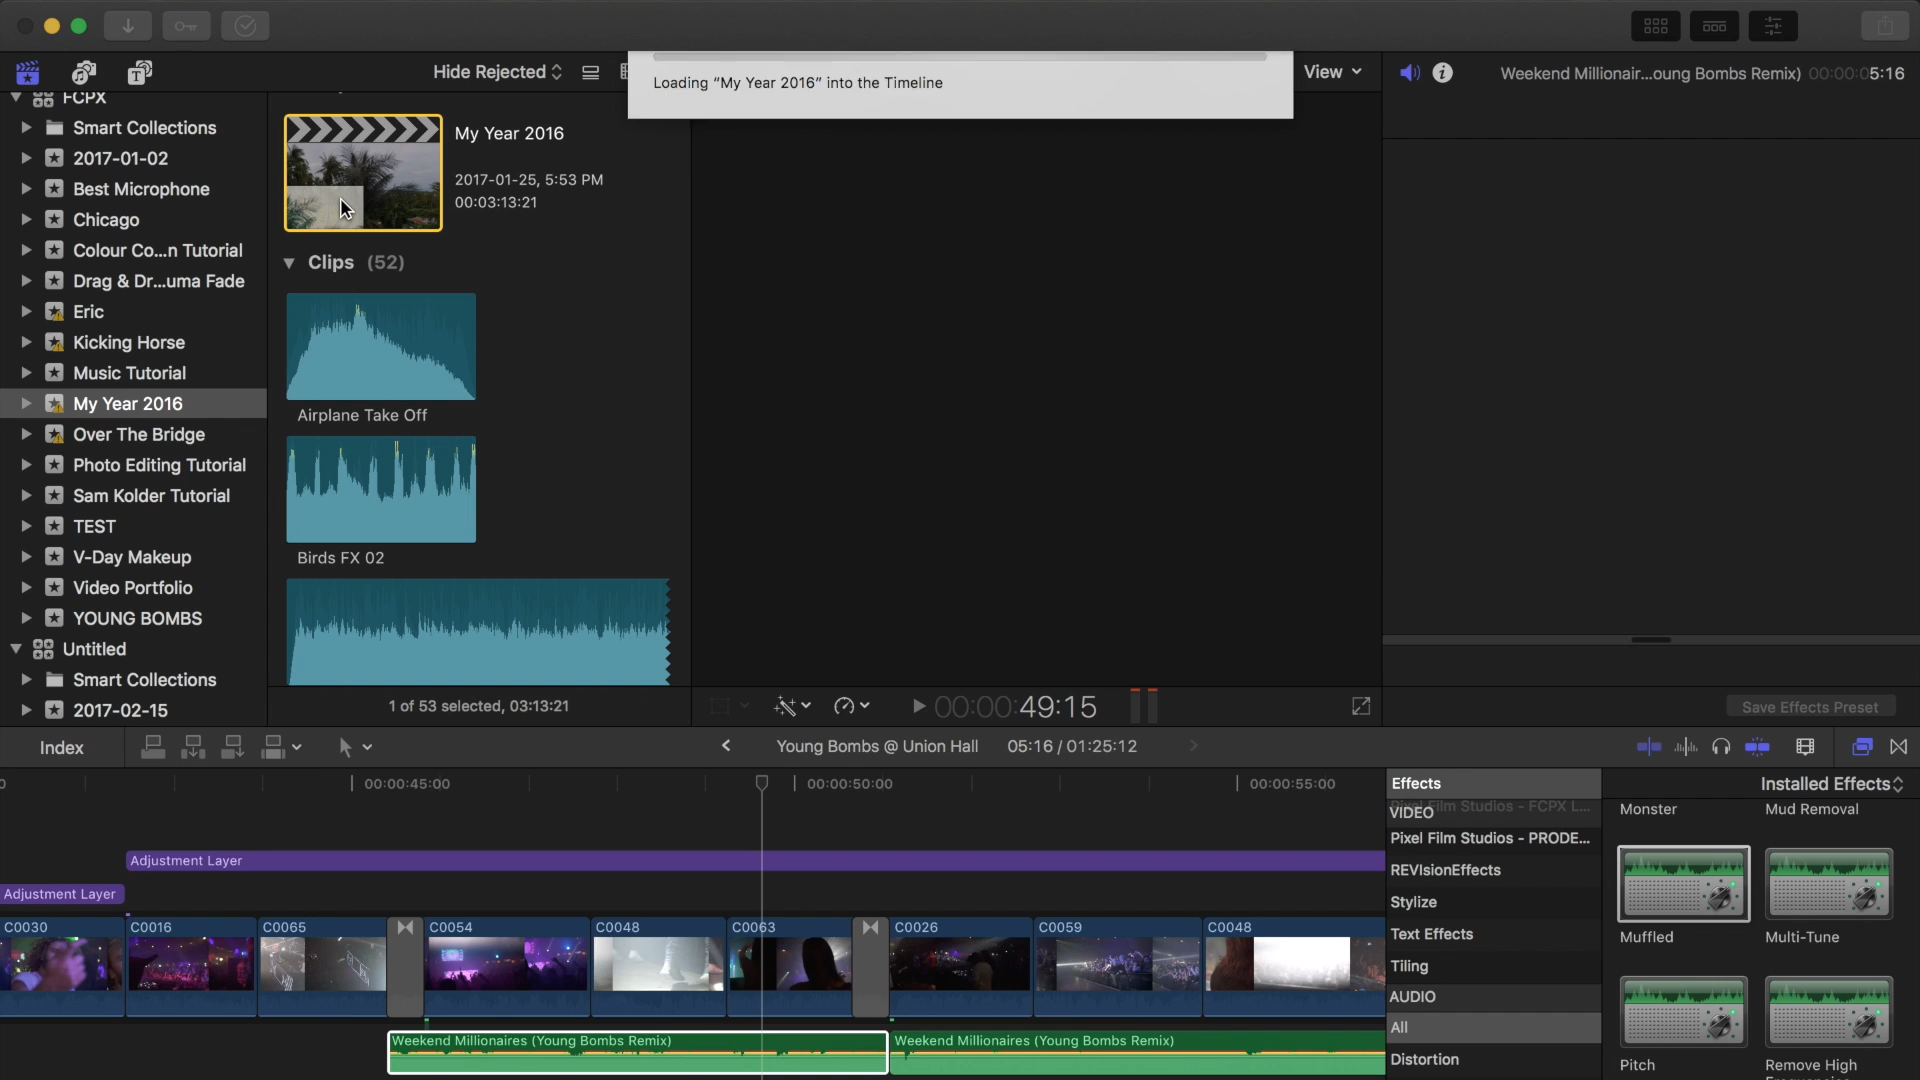 Hide Rejected
Loading “My Year 2016” into the Timeline
View
Weekend Millionair...oung Bombs Remix) 00:00:05:16
FCPX
Smart Collections
2017-01-02
Best Microphone
Chicago
Colour Co...n Tutorial
Drag & Dr...uma Fade
Eric
Kicking Horse
Music Tutorial
My Year 2016
Over The Bridge
Photo Editing Tutorial
Sam Kolder Tutorial
TEST
V-Day Makeup
Video Portfolio
YOUNG BOMBS
Untitled
Smart Collections
2017-02-15
My Year 2016
2017-01-25, 5:53 PM
00:03:13:21
Clips (52)
Airplane Take Off
Birds FX 02
1 of 53 selected, 03:13:21
00:00:49:15
Save Effects Preset
Index
Young Bombs @ Union Hall 05:16 / 01:25:12
00:00:45:00
00:00:50:00
00:00:55:00
Adjustment Layer
Adjustment Layer
C0030
C0016
C0065
C0054
C0048
C0063
C0026
C0059
C0048
Weekend Millionaires (Young Bombs Remix)
Weekend Millionaires (Young Bombs Remix)
Effects
Installed Effects
Pixel Film Studios - FCPX L...
VIDEO
Pixel Film Studios - PRODE...
REVIsionEffects
Stylize
Text Effects
Tiling
AUDIO
All
Distortion
Monster
Mud Removal
Muffled
Multi-Tune
Pitch
Remove High